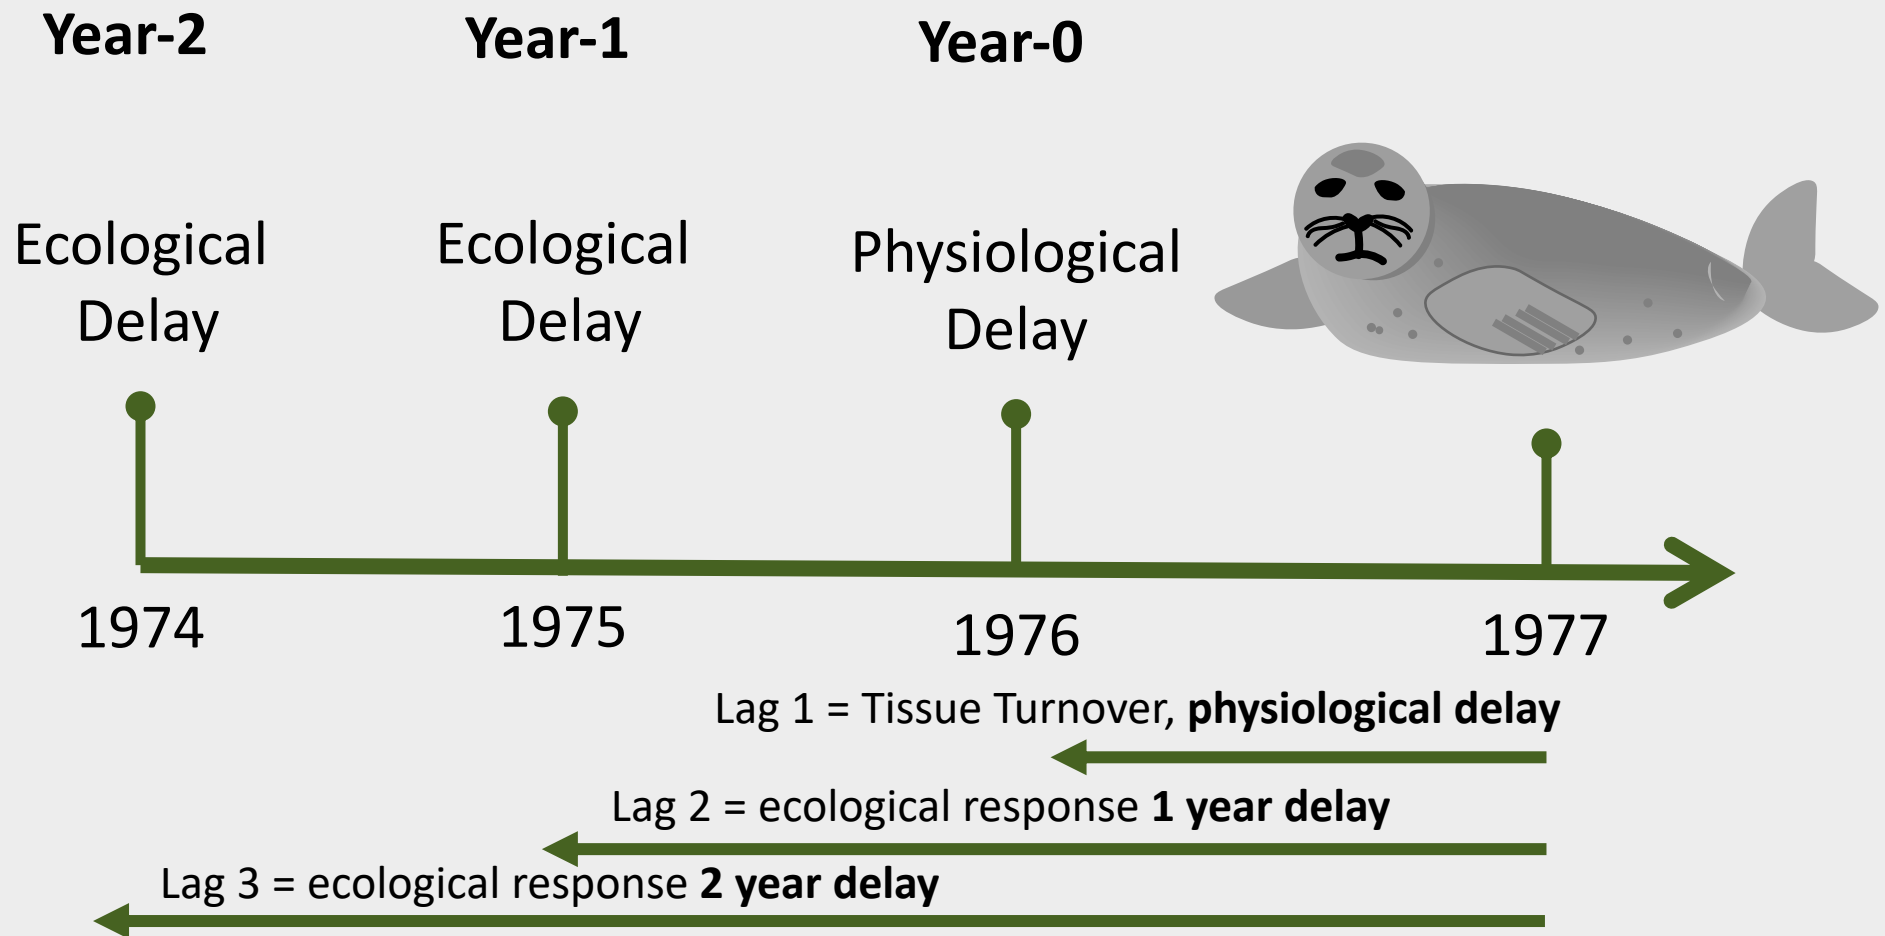 Year-2
Year-1
Year-0
Ecological
Delay
Ecological
Delay
Physiological
Delay
1974
1975
1976
1977
Lag 1 = Tissue Turnover, physiological delay
Lag 2 = ecological response 1 year delay
Lag 3 = ecological response 2 year delay